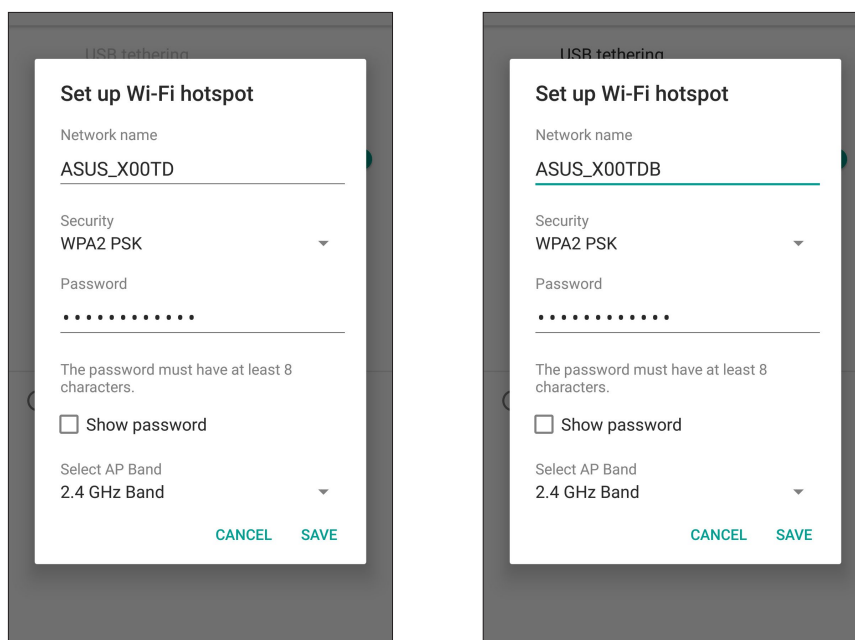 USB tethering
Set up Wi-Fi hotspot
Network name
ASUS_X00TD
Security
WPA2 PSK
Password
••••••••••••
The password must have at least 8
characters.
Show password
Select AP Band
2.4 GHz Band
CANCEL SAVE
USB tethering
Set up Wi-Fi hotspot
Network name
ASUS_X00TDB
Security
WPA2 PSK
Password
••••••••••••
The password must have at least 8
characters.
Show password
Select AP Band
2.4 GHz Band
CANCEL SAVE